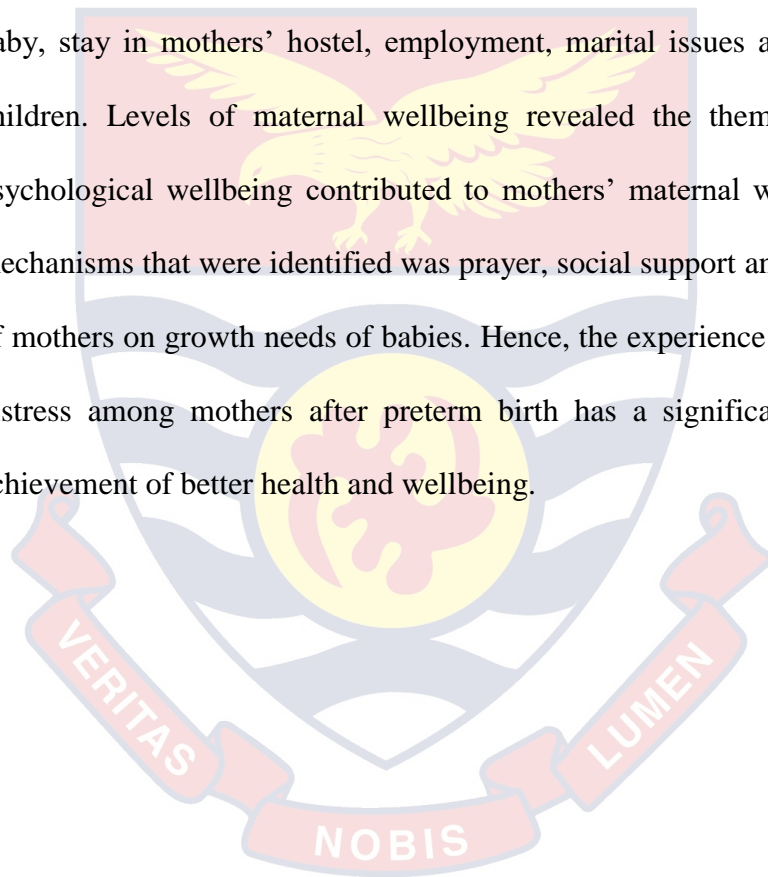 aby, stay in mothers’ hostel, employment, marital issues a
hildren. Levels of maternal wellbeing revealed the them
sychological wellbeing contributed to mothers’ maternal w
echanisms that were identified was prayer, social support an
f mothers on growth needs of babies. Hence, the experience
stress among mothers after preterm birth has a significa
chievement of better health and wellbeing.
VERITAS
NOBIS
LUMEN